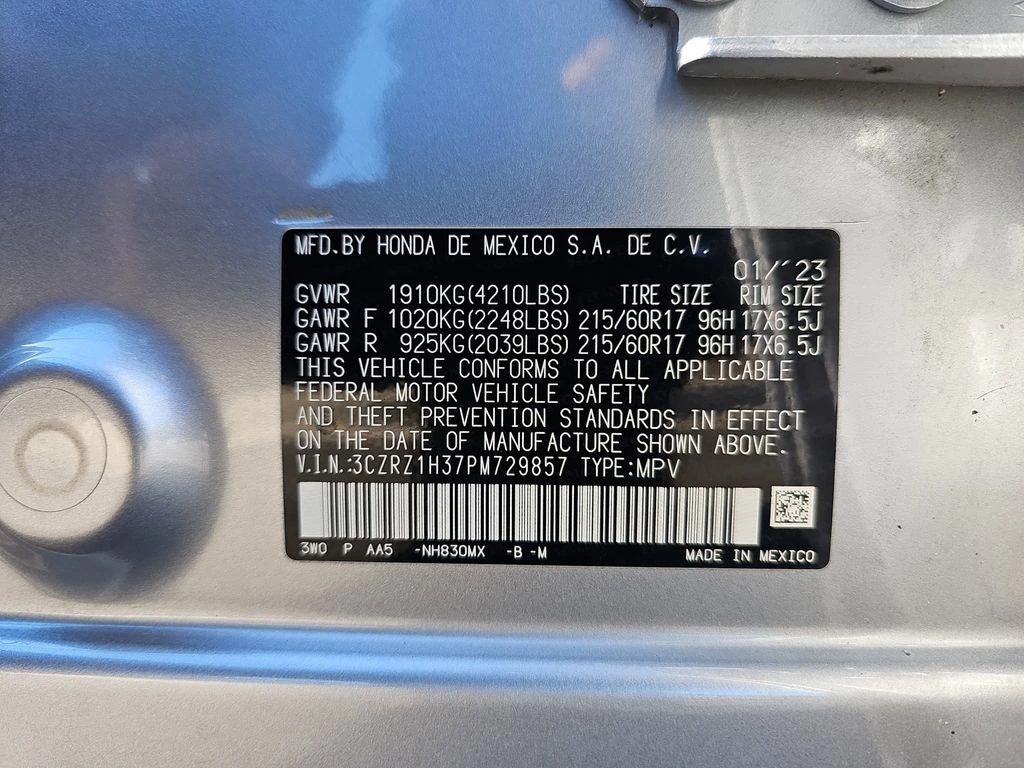 MFD.BY HONDA DE MEXICO S.A. DE C.V.
01/´23
GVWR 1910KG(4210LBS) TIRE SIZE RIM SIZE
GAWR F 1020KG(2248LBS) 215/60R17 96H 17X6.5J
GAWR R 925KG(2039LBS) 215/60R17 96H 17X6.5J
THIS VEHICLE CONFORMS TO ALL APPLICABLE
FEDERAL MOTOR VEHICLE SAFETY
AND THEFT PREVENTION STANDARDS IN EFFECT
ON THE DATE OF MANUFACTURE SHOWN ABOVE.
V.I.N.:3CZRZ1H37PM729857 TYPE:MPV
3W0 P AA5 -NH830MX -B -M MADE IN MEXICO